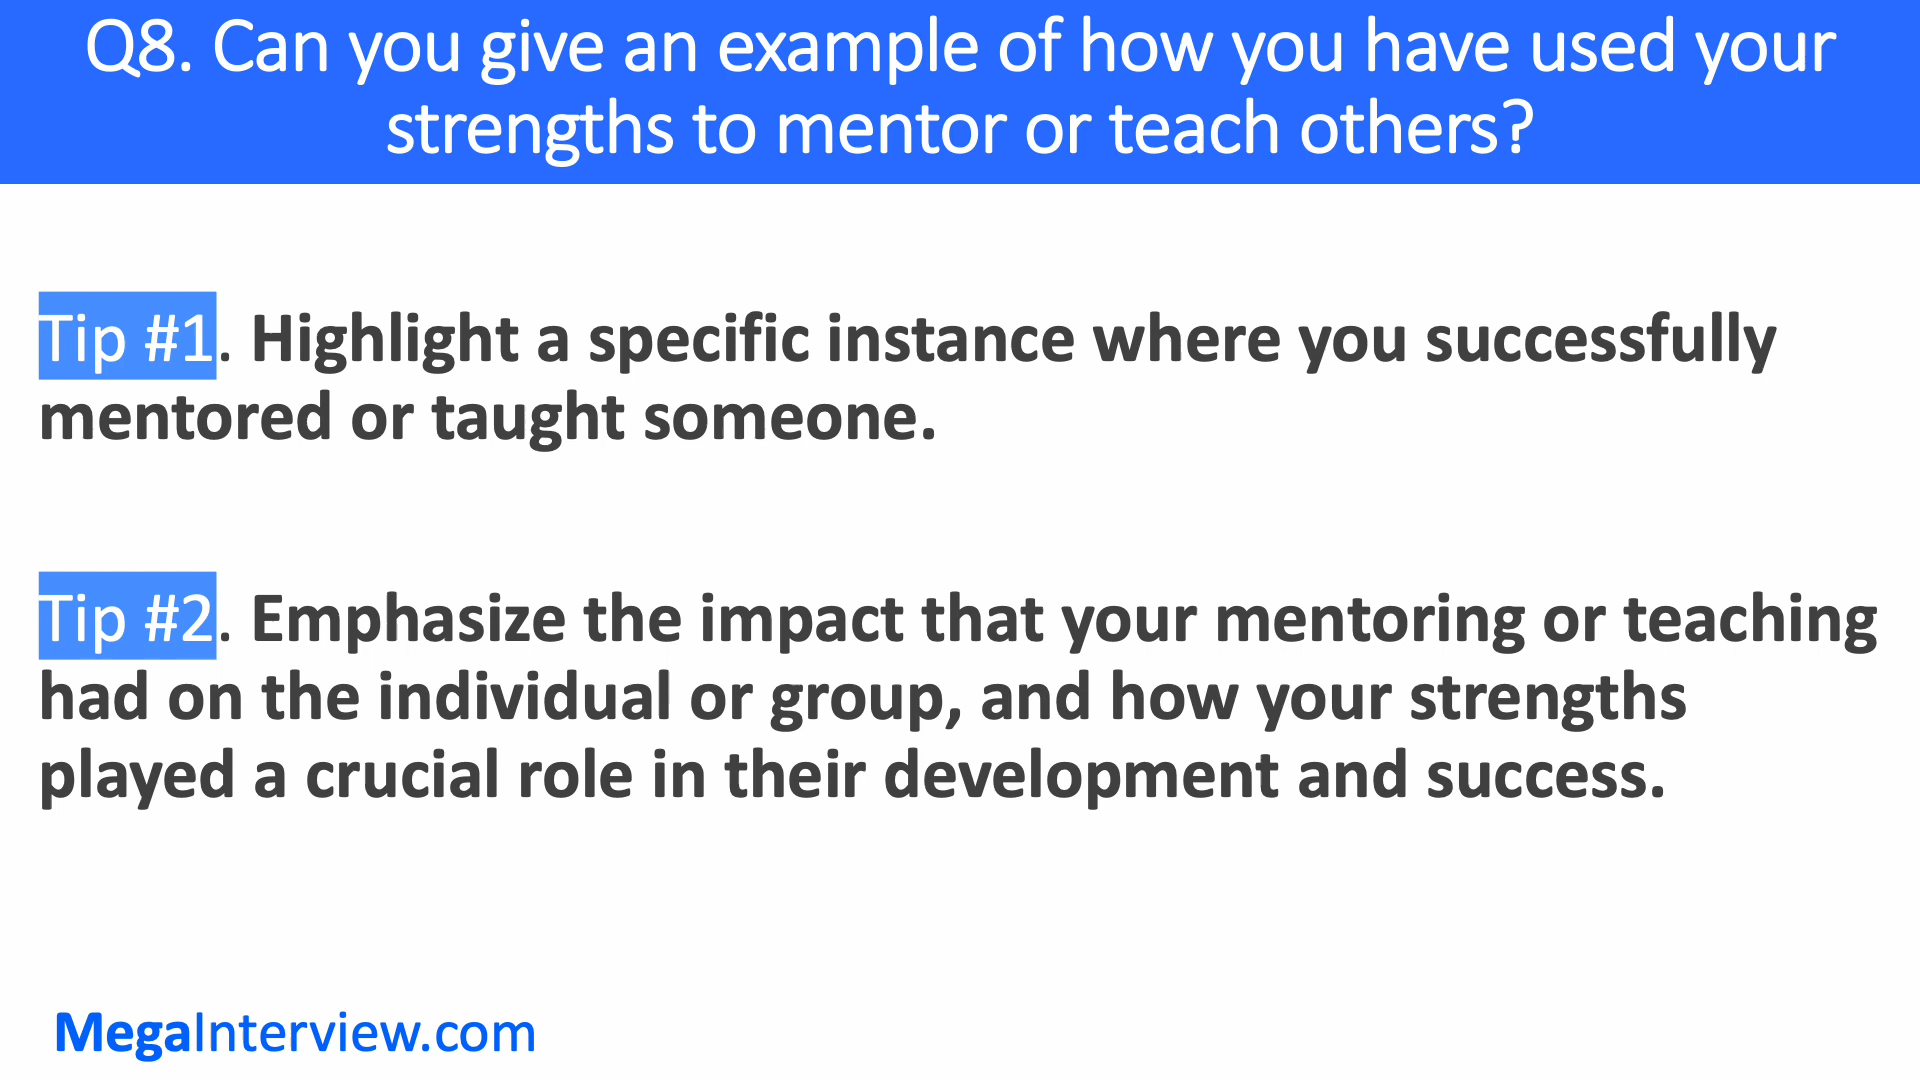 Q8. Can you give an example of how you have used your
strengths to mentor or teach others?
Tip #1. Highlight a specific instance where you successfully
mentored or taught someone.
Tip #2. Emphasize the impact that your mentoring or teaching
had on the individual or group, and how your strengths
played a crucial role in their development and success.
MegaInterview.com